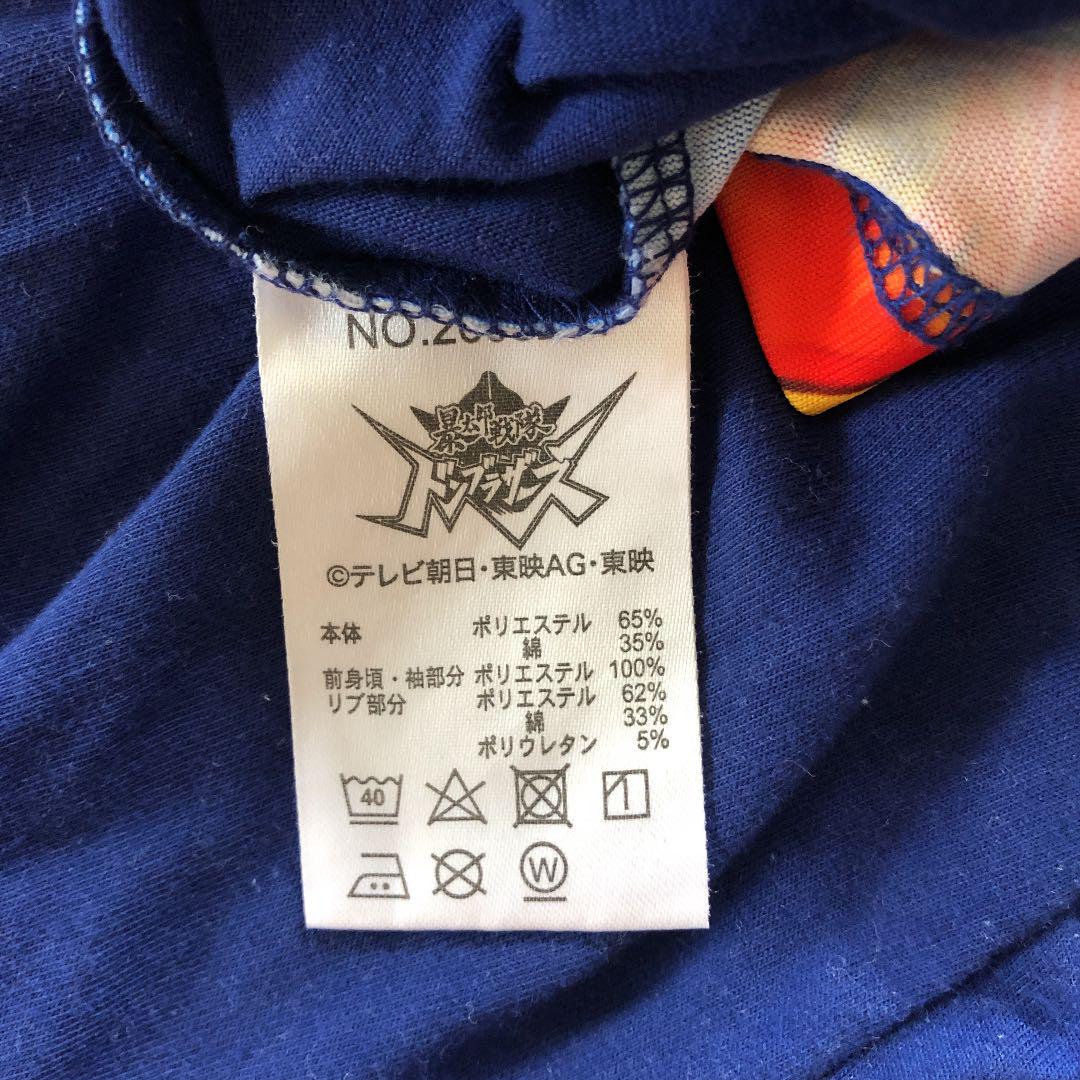 暴太郎戦隊
ドンブラザーズ
©テレビ朝日・東映AG・東映
本体 ポリエステル 65%
綿 35%
前身頃・袖部分 ポリエステル 100%
リブ部分 ポリエステル 62%
綿 33%
ポリウレタン 5%
40
W